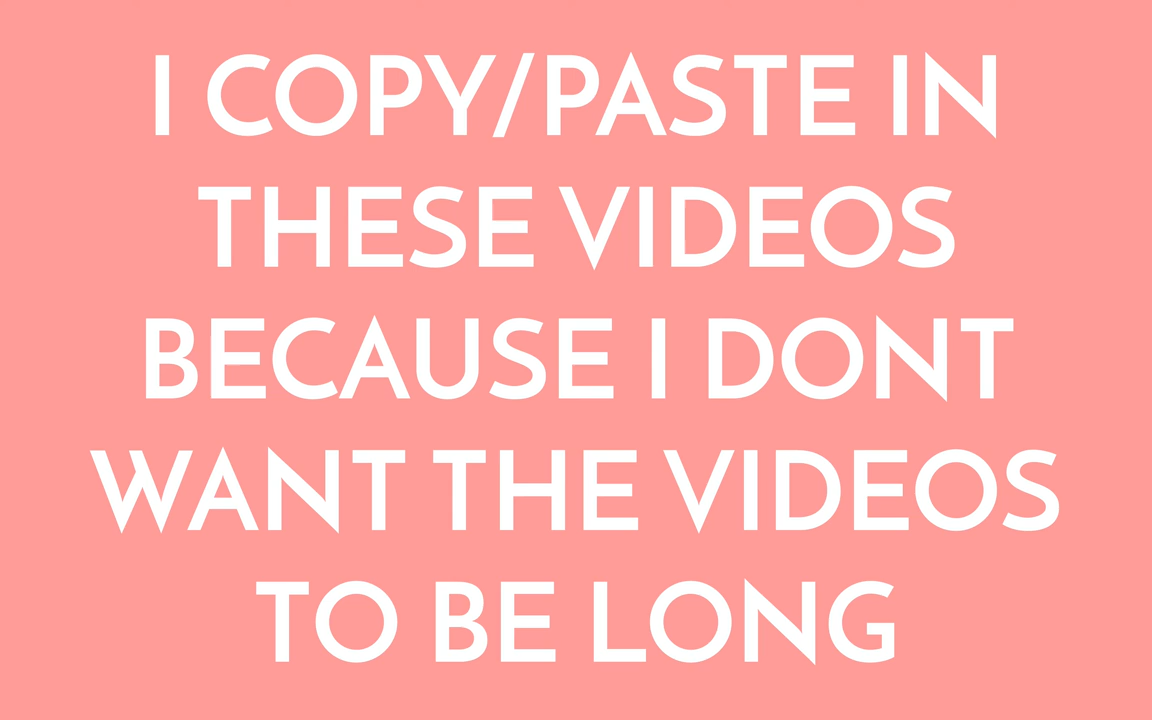 I COPY/PASTE IN
THESE VIDEOS
BECAUSE I DONT
WANT THE VIDEOS
TO BE LONG